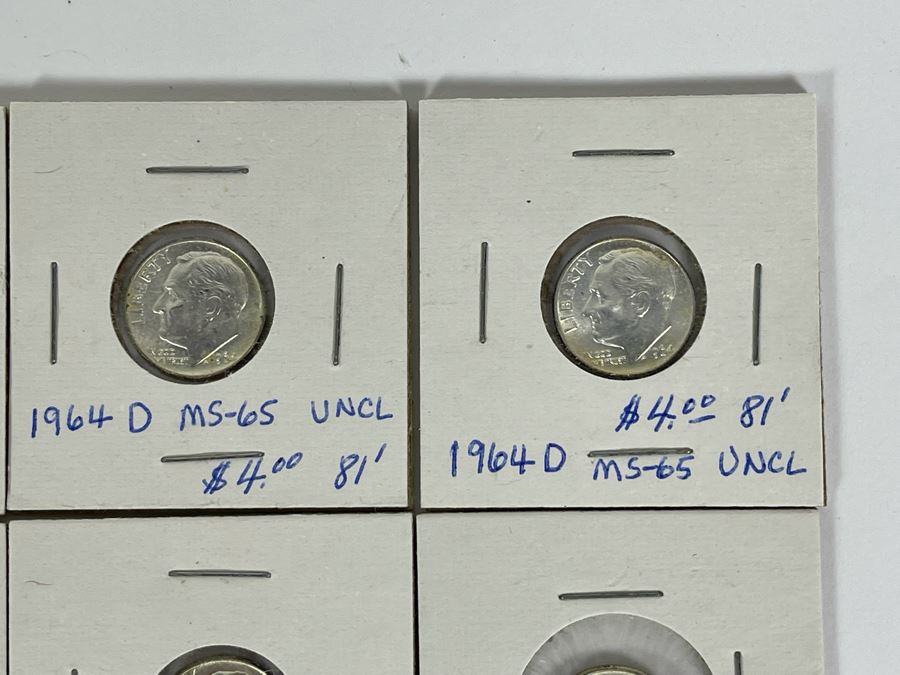 LIBERTY
1964 D MS-65 UNCL
$4.00 81'
LIBERTY
$4.00 81'
1964 D MS-65 UNCL